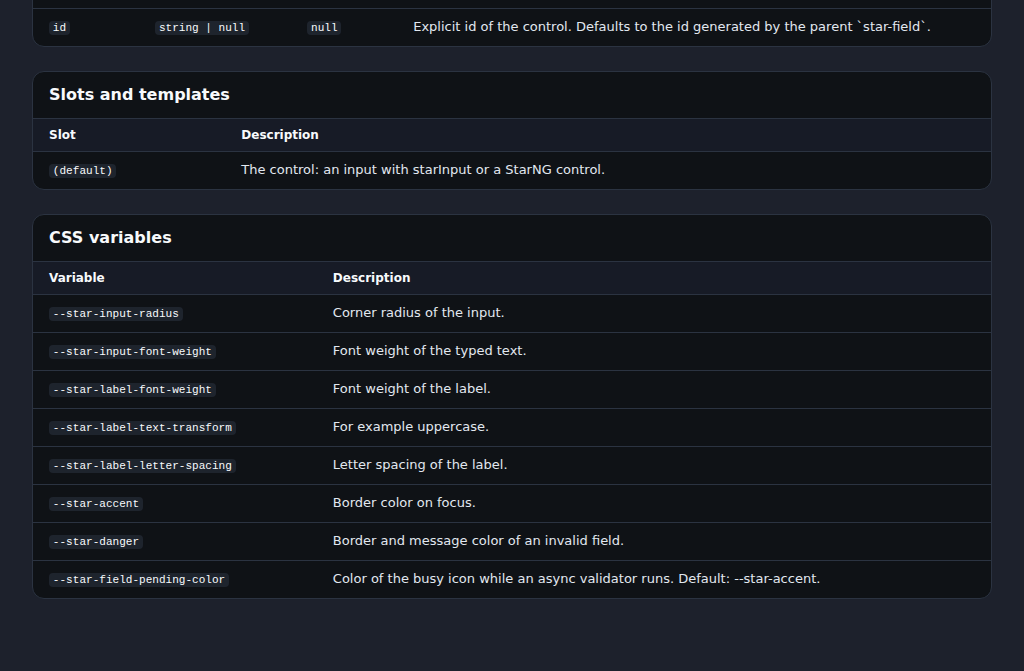 id string | null null Explicit id of the control. Defaults to the id generated by the parent `star-field`.
Slots and templates
Slot Description
(default) The control: an input with starInput or a StarNG control.
CSS variables
Variable Description
--star-input-radius Corner radius of the input.
--star-input-font-weight Font weight of the typed text.
--star-label-font-weight Font weight of the label.
--star-label-text-transform For example uppercase.
--star-label-letter-spacing Letter spacing of the label.
--star-accent Border color on focus.
--star-danger Border and message color of an invalid field.
--star-field-pending-color Color of the busy icon while an async validator runs. Default: --star-accent.